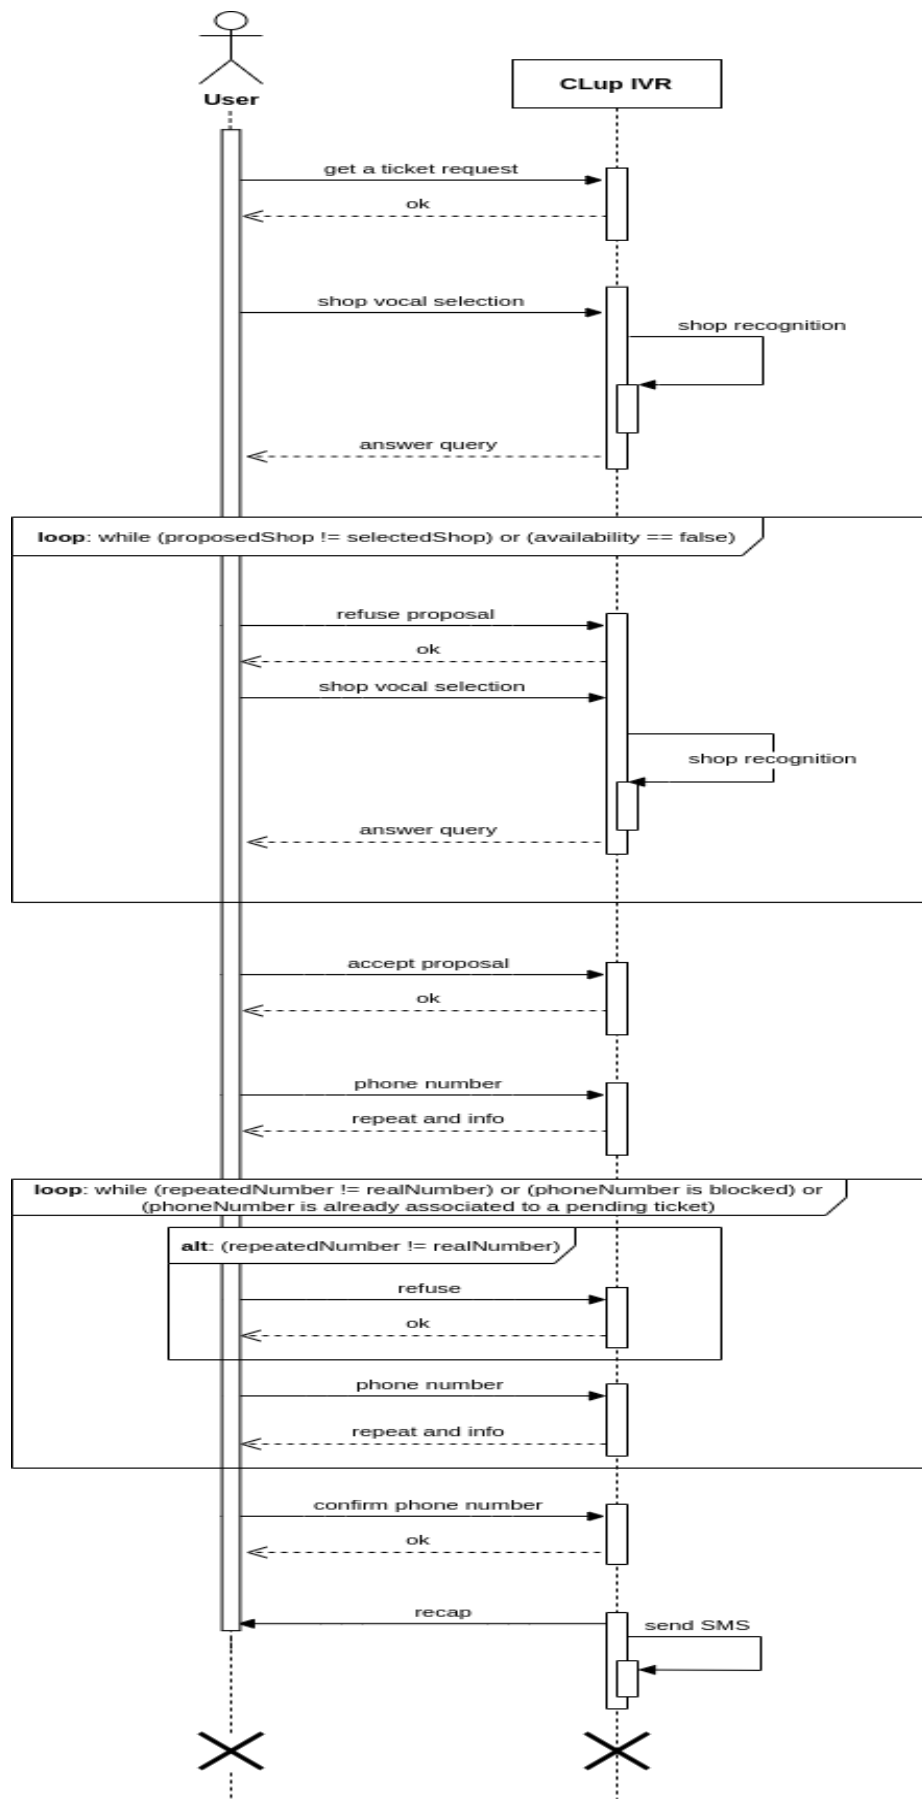 User
CLup IVR
get a ticket request
ok
shop vocal selection
shop recognition
answer query
loop: while (proposedShop != selectedShop) or (availability == false)
refuse proposal
ok
shop vocal selection
shop recognition
answer query
accept proposal
ok
phone number
repeat and info
loop: while (repeatedNumber != realNumber) or (phoneNumber is blocked) or
(phoneNumber is already associated to a pending ticket)
alt: (repeatedNumber != realNumber)
refuse
ok
phone number
repeat and info
confirm phone number
ok
recap
send SMS